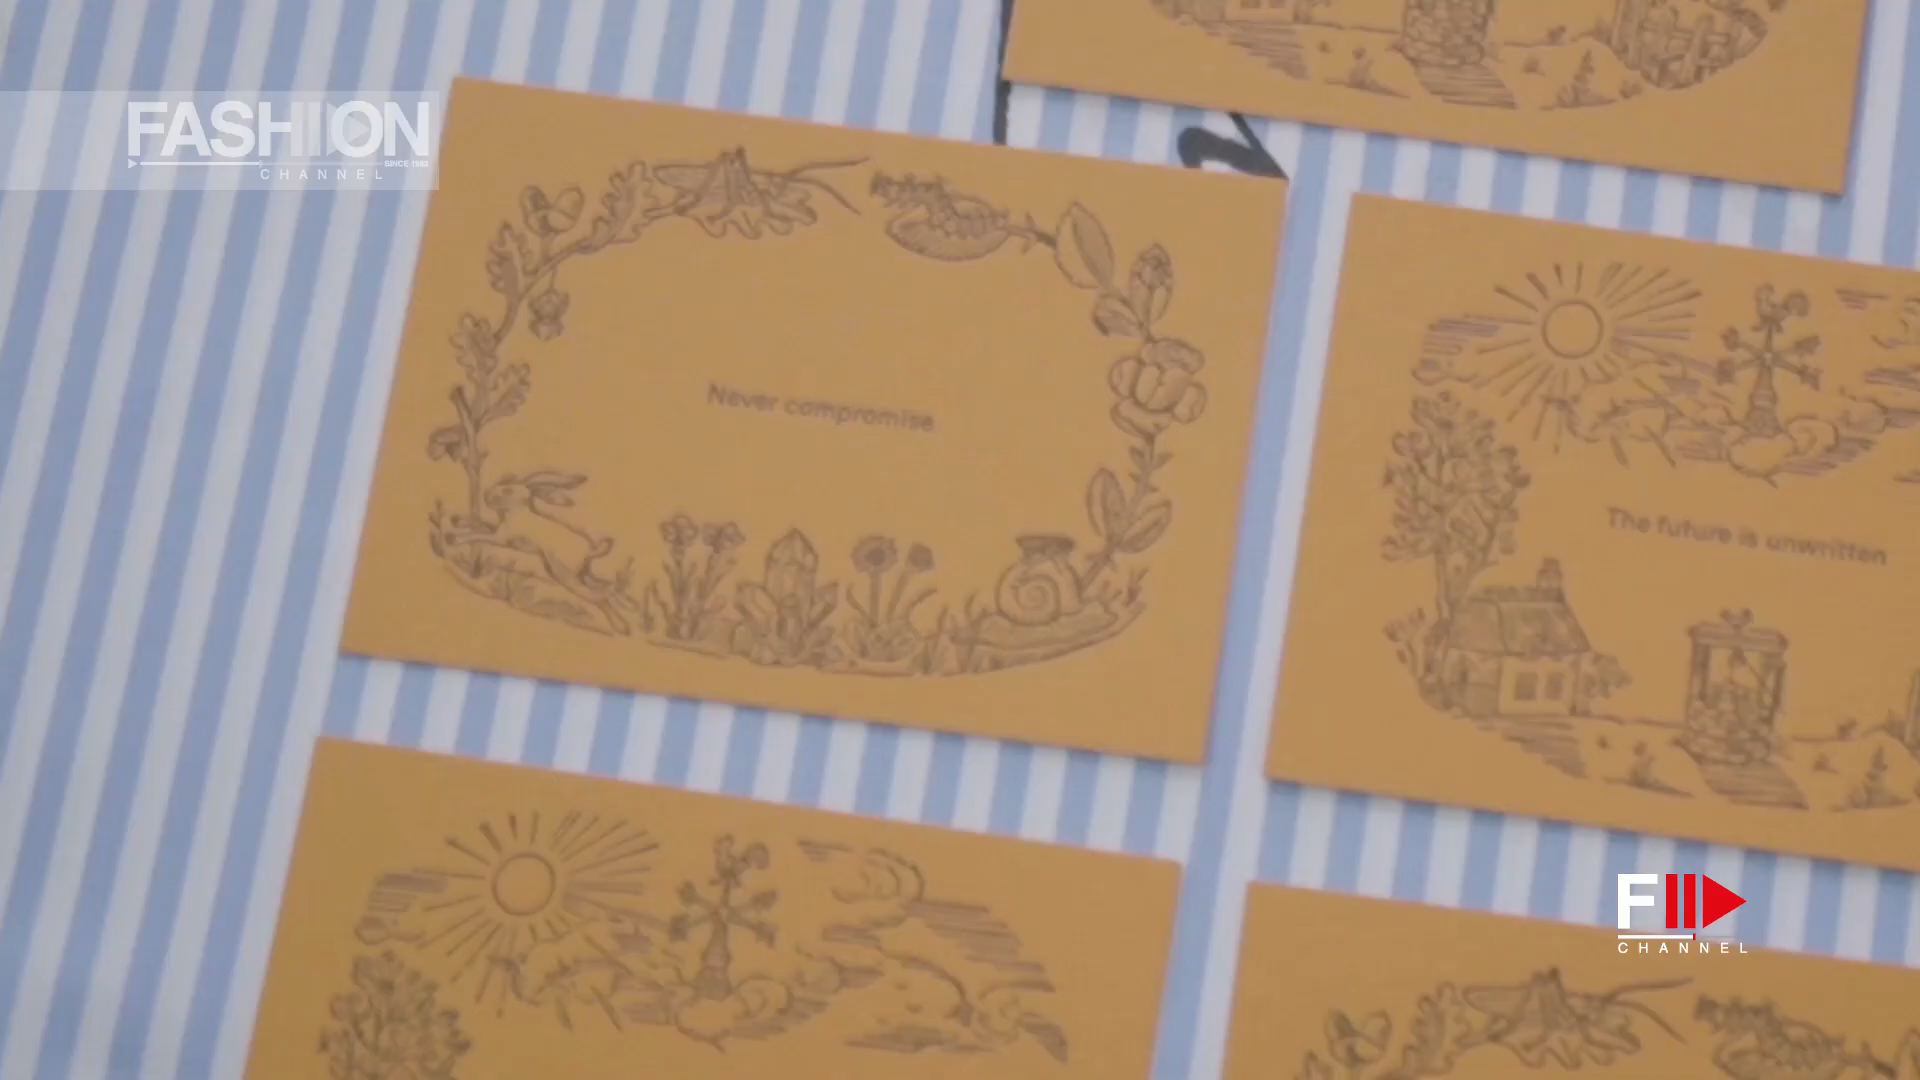 FASHION
SINCE 1983
CHANNEL
Never compromise
The future is unwritten
F
CHANNEL